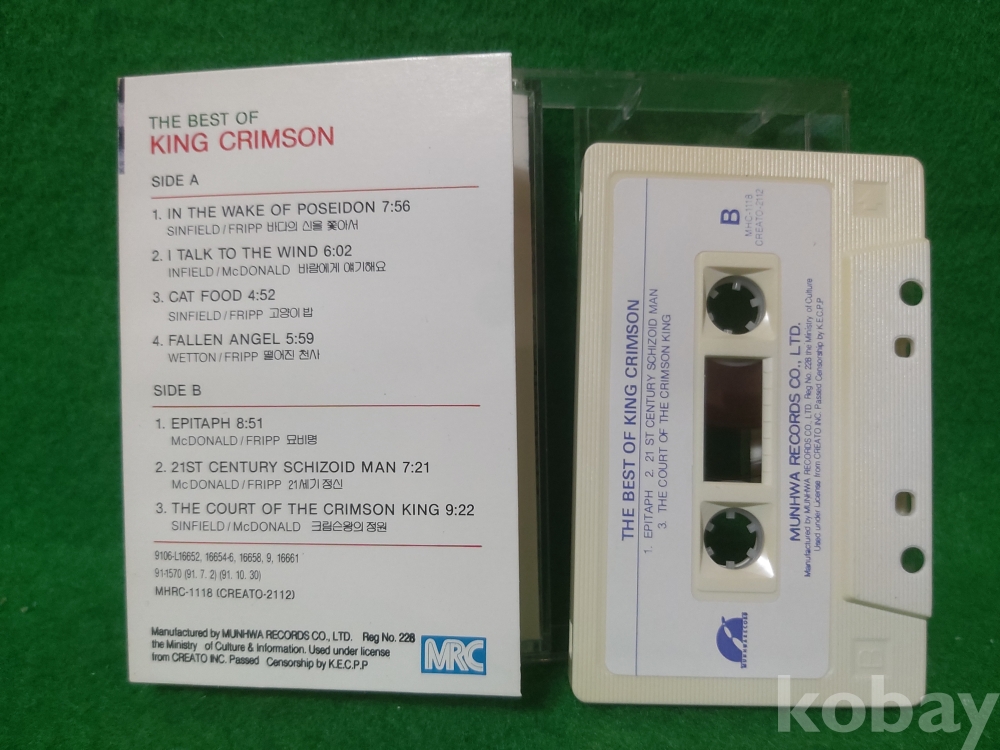 THE BEST OF
KING CRIMSON
SIDE A
1. IN THE WAKE OF POSEIDON 7:56
SINFIELD/FRIPP 바다의 신을 쫓아서
2. I TALK TO THE WIND 6:02
INFIELD/McDONALD 바람에게 얘기해요
3. CAT FOOD 4:52
SINFIELD/FRIPP 고양이 밥
4. FALLEN ANGEL 5:59
WETTON/FRIPP 떨어진 천사
SIDE B
1. EPITAPH 8:51
McDONALD/FRIPP 묘비명
2. 21ST CENTURY SCHIZOID MAN 7:21
McDONALD/FRIPP 21세기 정신
3. THE COURT OF THE CRIMSON KING 9:22
SINFIELD/McDONALD 크림슨왕의 정원
9106-L16652, 16654-6, 16658, 9, 16661
91-1570 (91. 7. 2) (91. 10. 30)
MHRC-1118 (CREATO-2112)
Manufactured by MUNHWA RECORDS CO., LTD. Reg No. 228
the Ministry of Culture & Information. Used under license
from CREATO INC. Passed Censorship by K.E.C.P.P
MRC
B
MHC-1118
CREATO-2112
THE BEST OF KING CRIMSON
1. EPITAPH 2. 21 ST CENTURY SCHIZOID MAN
3. THE COURT OF THE CRIMSON KING
MUNHWA RECORDS CO., LTD.
Manufactured by MUNHWA RECORDS CO. LTD. Reg No. 228 the Ministry of Culture
Used under License from CREATO INC. Passed Censorship by K.E.C.P.P
B
kobay